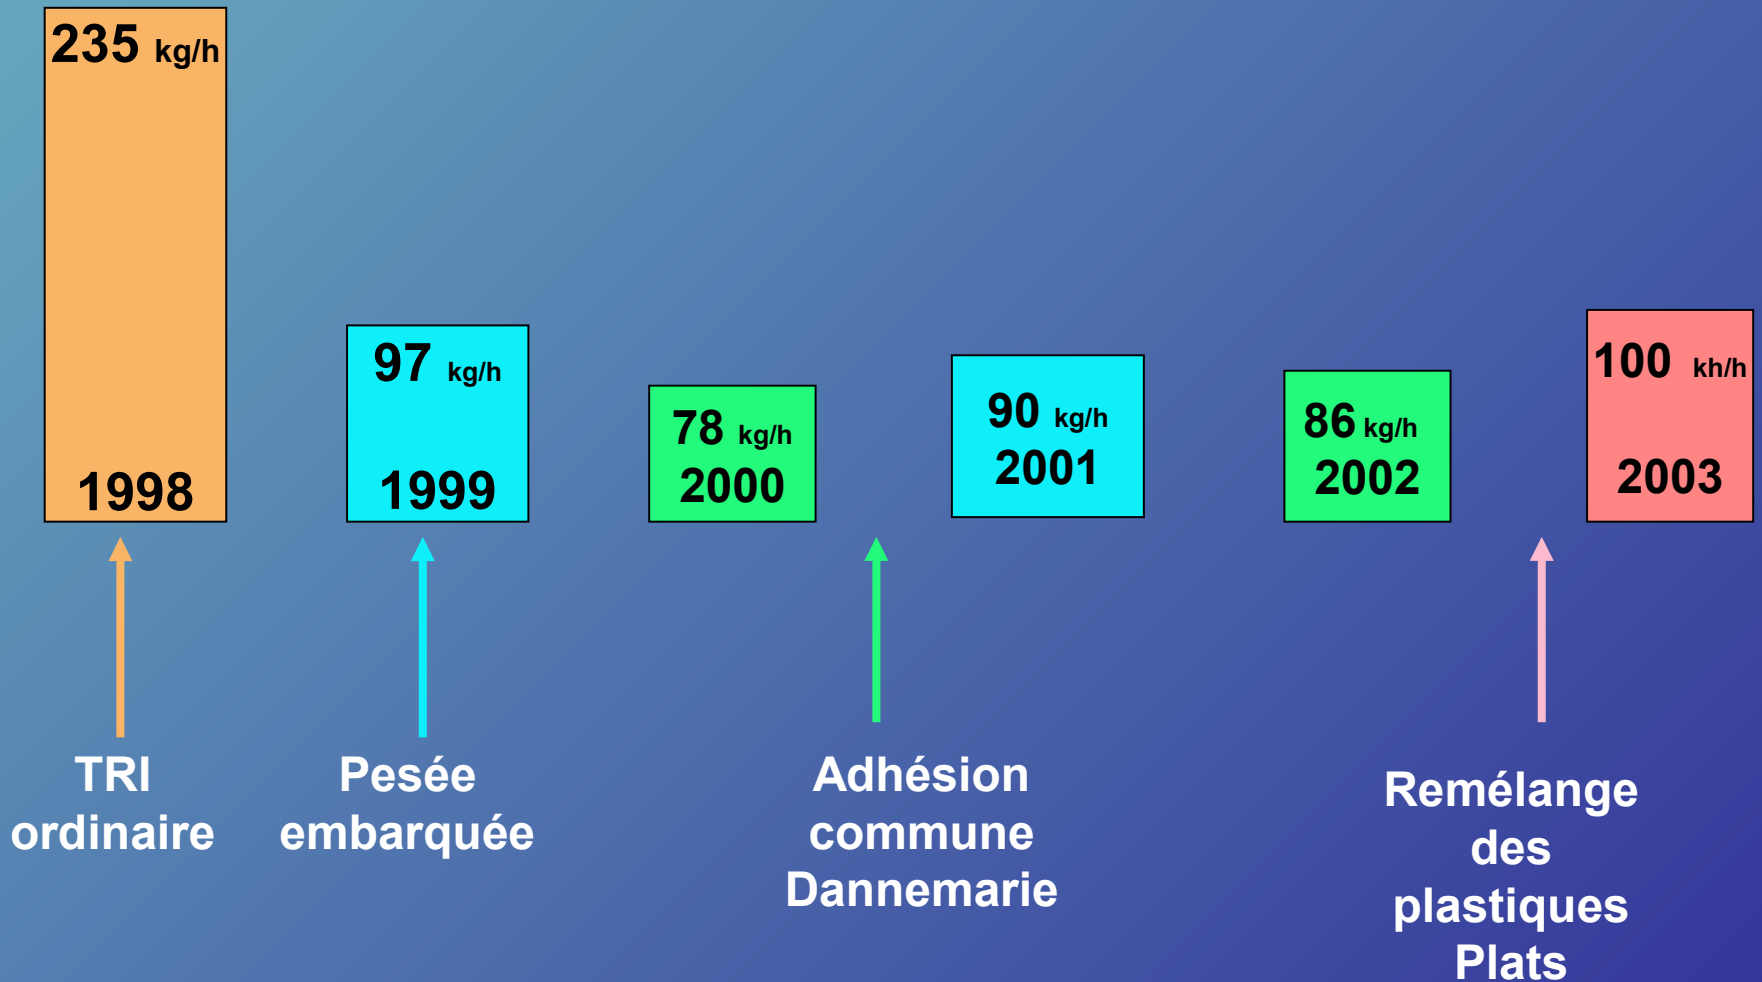 235 kg/h
1998
97 kg/h
1999
78 kg/h
2000
90 kg/h
2001
86 kg/h
2002
100 kh/h
2003
TRI
ordinaire
Pesée
embarquée
Adhésion
commune
Dannemarie
Remélange
des
plastiques
Plats